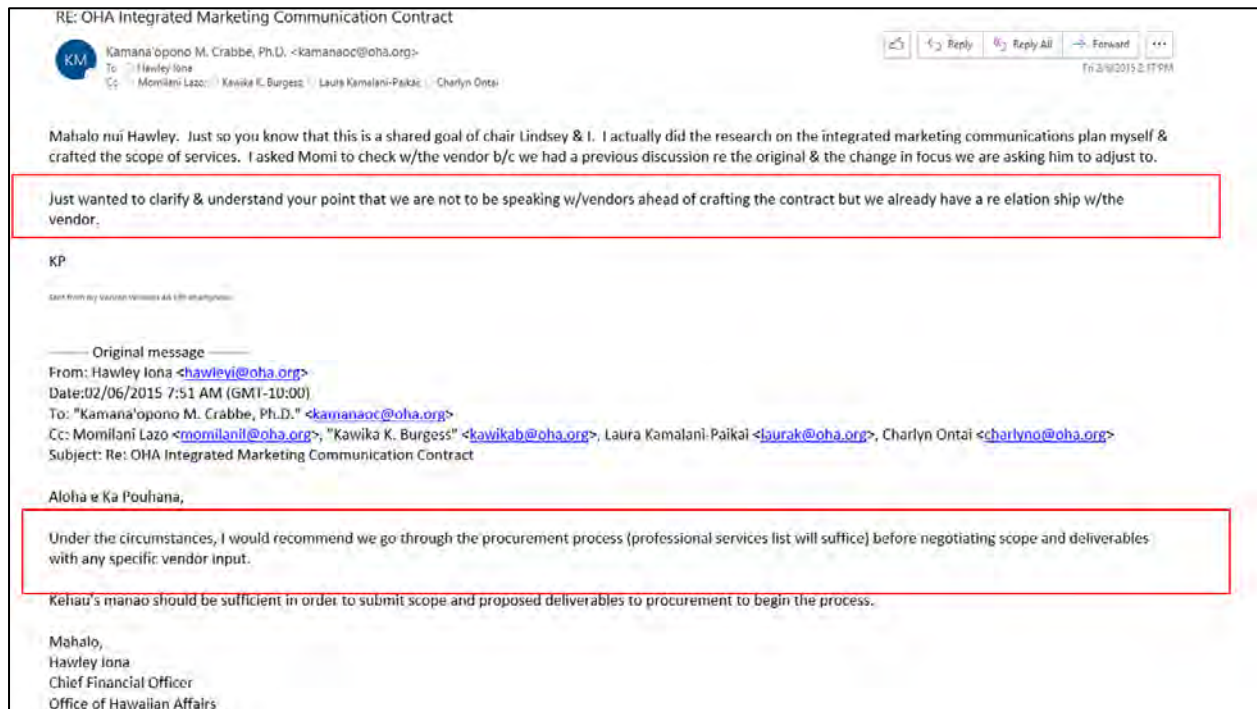 RE: OHA Integrated Marketing Communication Contract
KM
Kamana'opono M. Crabbe, Ph.D. <kamanaoc@oha.org>
To Hawley Iona
Cc Momilani Lazo; Kawika K. Burgess; Laura Kamalani-Paikai; Charlyn Ontai
Reply Reply All Forward ...
Fri 2/6/2015 2:17 PM
Mahalo nui Hawley. Just so you know that this is a shared goal of chair Lindsey & I. I actually did the research on the integrated marketing communications plan myself &
crafted the scope of services. I asked Momi to check w/the vendor b/c we had a previous discussion re the original & the change in focus we are asking him to adjust to.
Just wanted to clarify & understand your point that we are not to be speaking w/vendors ahead of crafting the contract but we already have a re elation ship w/the
vendor.
KP
Sent from my Verizon Wireless 4G LTE smartphone
-------- Original message --------
From: Hawley Iona <hawleyi@oha.org>
Date:02/06/2015 7:51 AM (GMT-10:00)
To: "Kamana'opono M. Crabbe, Ph.D." <kamanaoc@oha.org>
Cc: Momilani Lazo <momilanil@oha.org>, "Kawika K. Burgess" <kawikab@oha.org>, Laura Kamalani-Paikai <laurak@oha.org>, Charlyn Ontai <charlyno@oha.org>
Subject: Re: OHA Integrated Marketing Communication Contract
Aloha e Ka Pouhana,
Under the circumstances, I would recommend we go through the procurement process (professional services list will suffice) before negotiating scope and deliverables
with any specific vendor input.
Kehau's manao should be sufficient in order to submit scope and proposed deliverables to procurement to begin the process.
Mahalo,
Hawley Iona
Chief Financial Officer
Office of Hawaiian Affairs